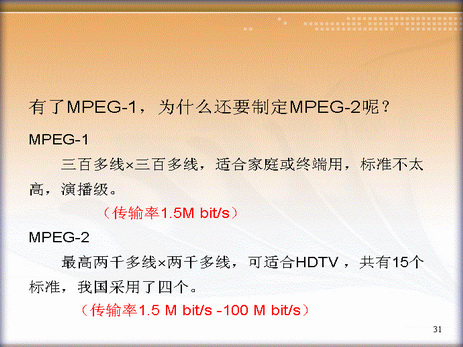 有了MPEG-1，为什么还要制定MPEG-2呢？
MPEG-1
三百多线×三百多线，适合家庭或终端用，标准不太
高，演播级。
（传输率1.5M bit/s）
MPEG-2
最高两千多线×两千多线，可适合HDTV ，共有15个
标准，我国采用了四个。
（传输率1.5 M bit/s -100 M bit/s）
31